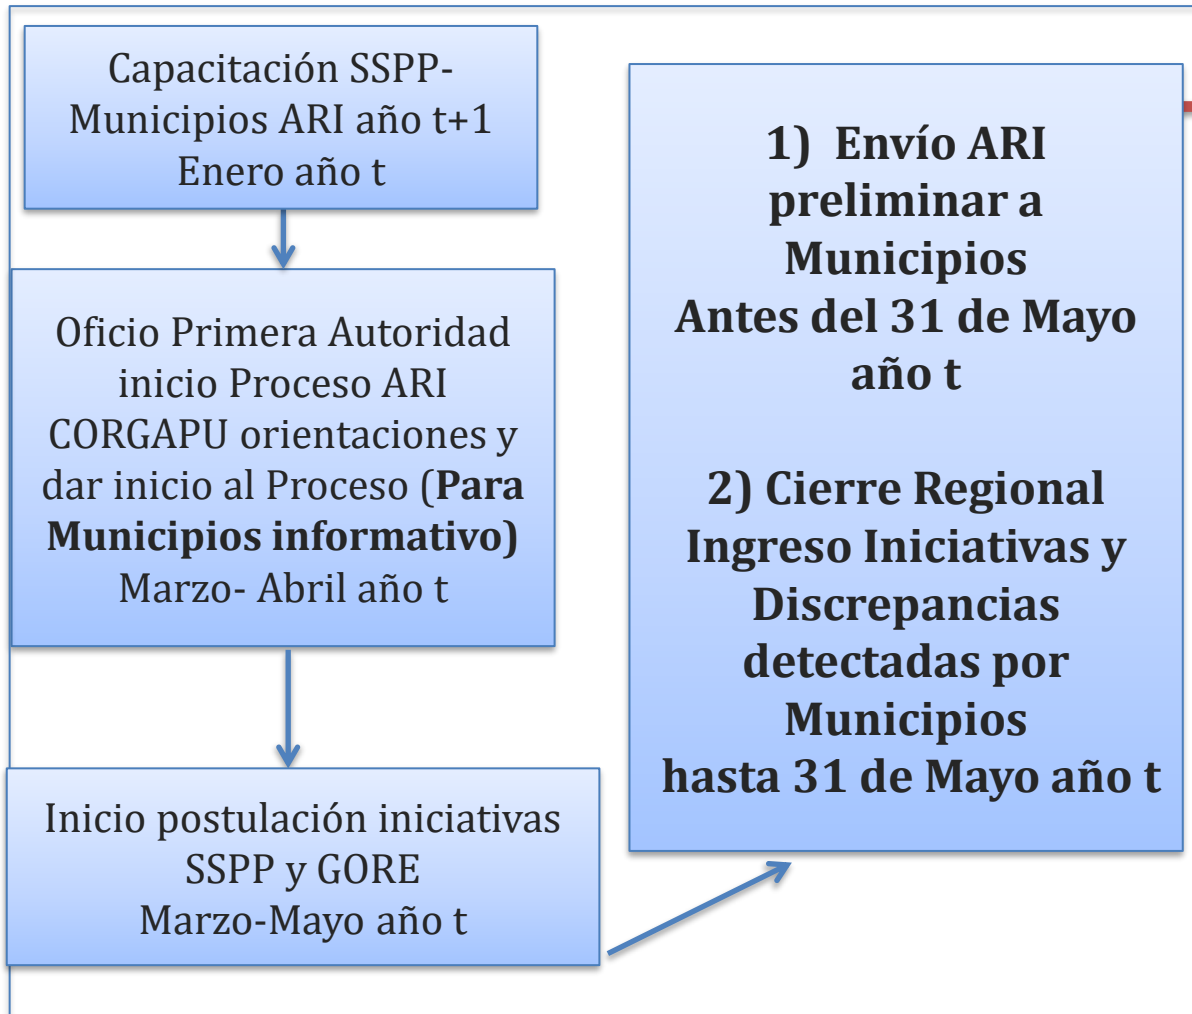 Capacitación SSPP-
Municipios ARI año t+1
Enero año t
Oficio Primera Autoridad
inicio Proceso ARI
CORGAPU orientaciones y
dar inicio al Proceso (Para
Municipios informativo)
Marzo- Abril año t
Inicio postulación iniciativas
SSPP y GORE
Marzo-Mayo año t
1) Envío ARI
preliminar a
Municipios
Antes del 31 de Mayo
año t
2) Cierre Regional
Ingreso Iniciativas y
Discrepancias
detectadas por
Municipios
hasta 31 de Mayo año t